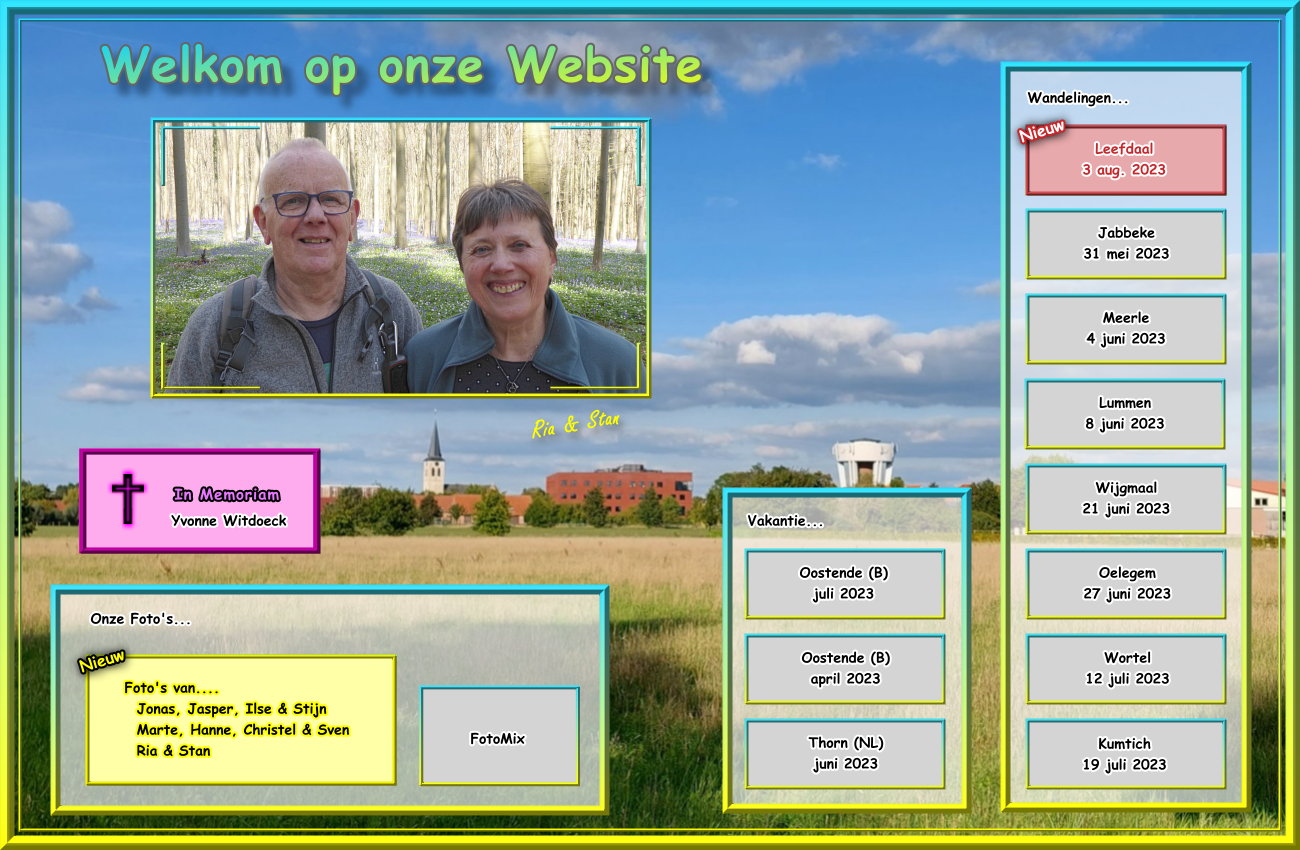 Welkom op onze Website
Ria & Stan
In Memoriam
Yvonne Witdoeck
Onze Foto's...
Nieuw
Foto's van....
Jonas, Jasper, Ilse & Stijn
Marte, Hanne, Christel & Sven
Ria & Stan
FotoMix
Vakantie...
Oostende (B)
juli 2023
Oostende (B)
april 2023
Thorn (NL)
juni 2023
Wandelingen...
Nieuw
Leefdaal
3 aug. 2023
Jabbeke
31 mei 2023
Meerle
4 juni 2023
Lummen
8 juni 2023
Wijgmaal
21 juni 2023
Oelegem
27 juni 2023
Wortel
12 juli 2023
Kumtich
19 juli 2023